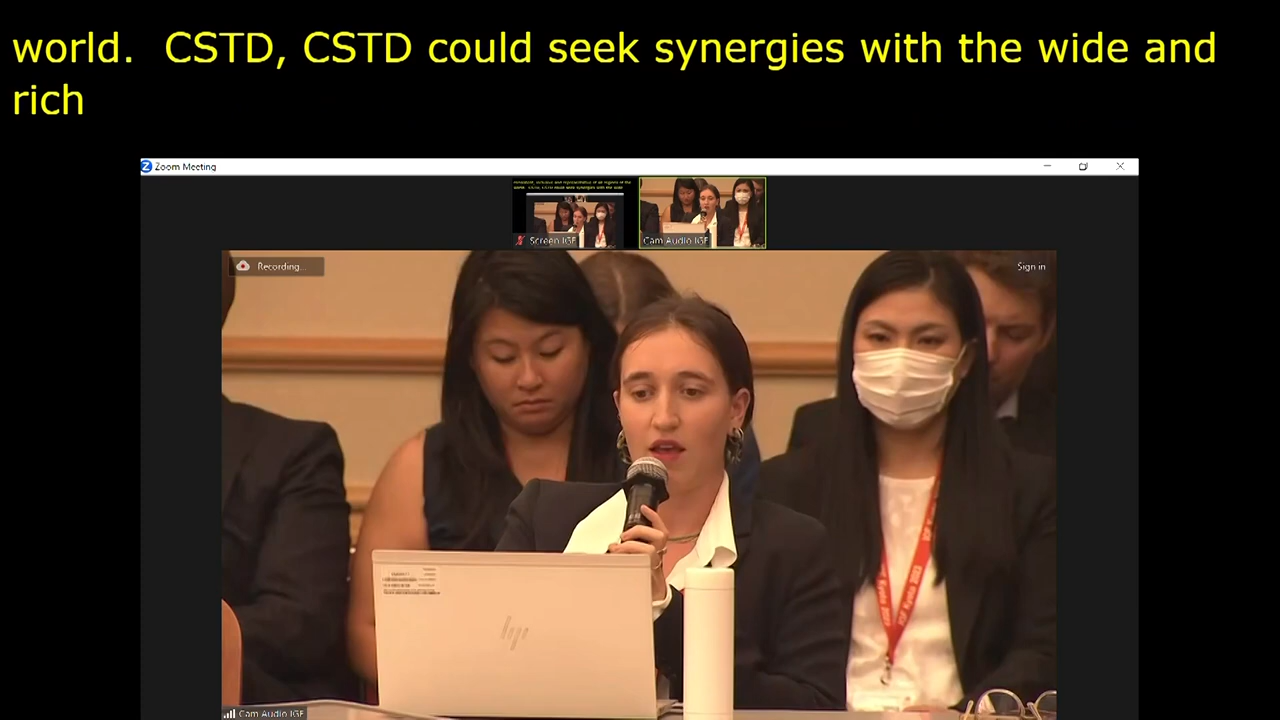 world.  CSTD, CSTD could seek synergies with the wide and
rich
Zoom Meeting
Screen IGF
Cam Audio IGF
Recording...
Sign in
hp
Cam Audio IGF